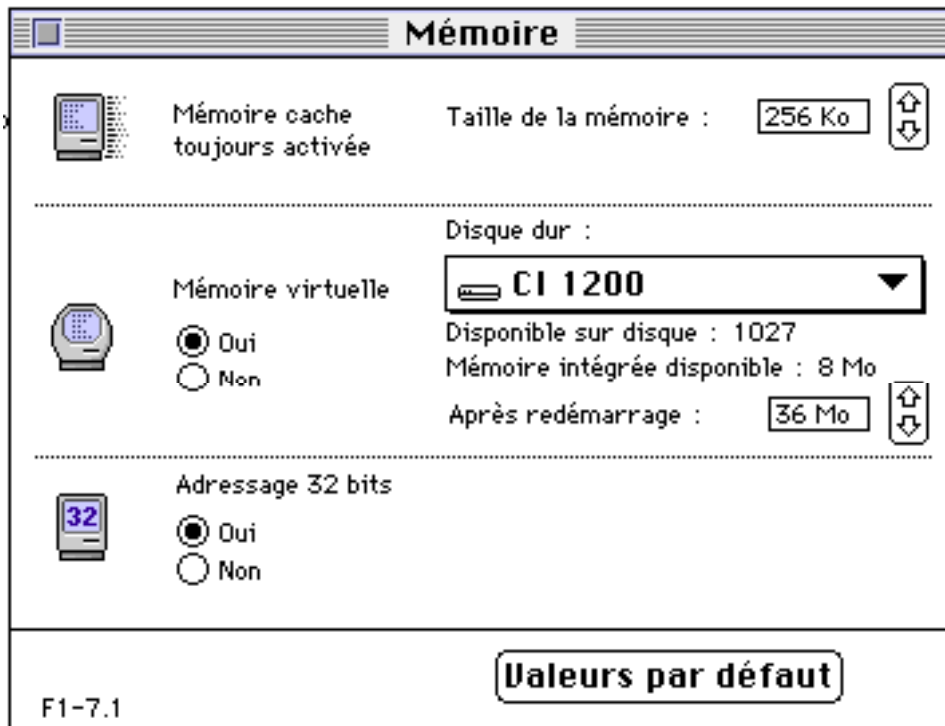 Mémoire
Mémoire cache
toujours activée
Taille de la mémoire : 256 Ko
Disque dur :
CI 1200
Mémoire virtuelle
Oui
Non
Disponible sur disque : 1027
Mémoire intégrée disponible : 8 Mo
Après redémarrage : 36 Mo
32
Adressage 32 bits
Oui
Non
Valeurs par défaut
F1-7.1